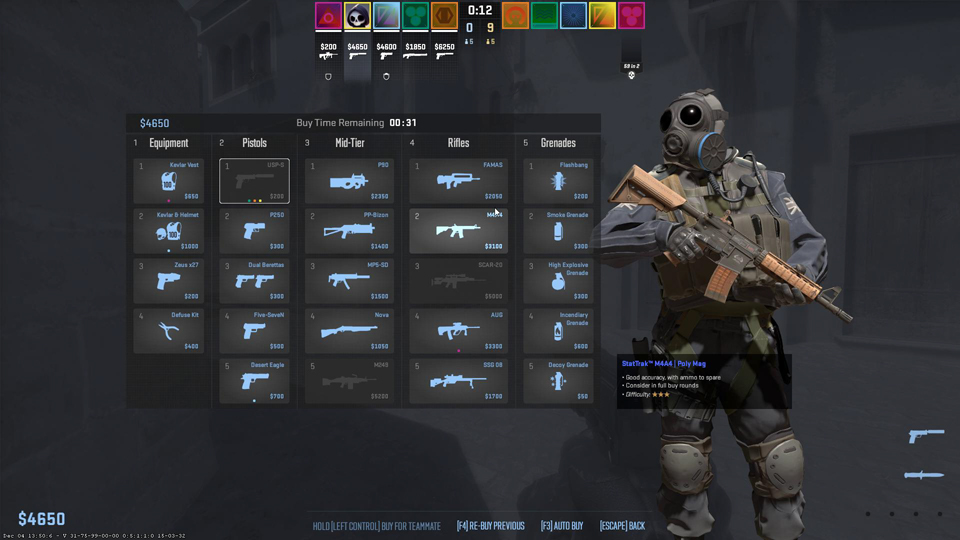 0:12
0 9
5 5
$200 $4650 $4600 $1850 $6250
$4650 Buy Time Remaining 00:31
1 Equipment
1 Kevlar Vest
100
$650
2 Kevlar & Helmet
100
$1000
3 Zeus x27
$200
4 Defuse Kit
$400
2 Pistols
1 USP-S
$200
2 P250
$300
3 Dual Berettas
$300
4 Five-SeveN
$500
5 Desert Eagle
$700
3 Mid-Tier
1 P90
$2350
2 PP-Bizon
$1400
3 MP5-SD
$1500
4 Nova
$1050
5 M249
$5200
4 Rifles
1 FAMAS
$2050
2 M4A4
$3100
3 SCAR-20
$5000
4 AUG
$3300
5 SSG 08
$1700
5 Grenades
1 Flashbang
$200
2 Smoke Grenade
$300
3 High Explosive
Grenade
$300
4 Incendiary
Grenade
$600
5 Decoy Grenade
$50
StatTrak™ M4A4 | Poly Mag
• Good accuracy, with ammo to spare
• Consider in full buy rounds
• Difficulty: ★★★
$4650
HOLD [LEFT CONTROL] BUY FOR TEAMMATE [F4] RE-BUY PREVIOUS [F3] AUTO BUY [ESCAPE] BACK